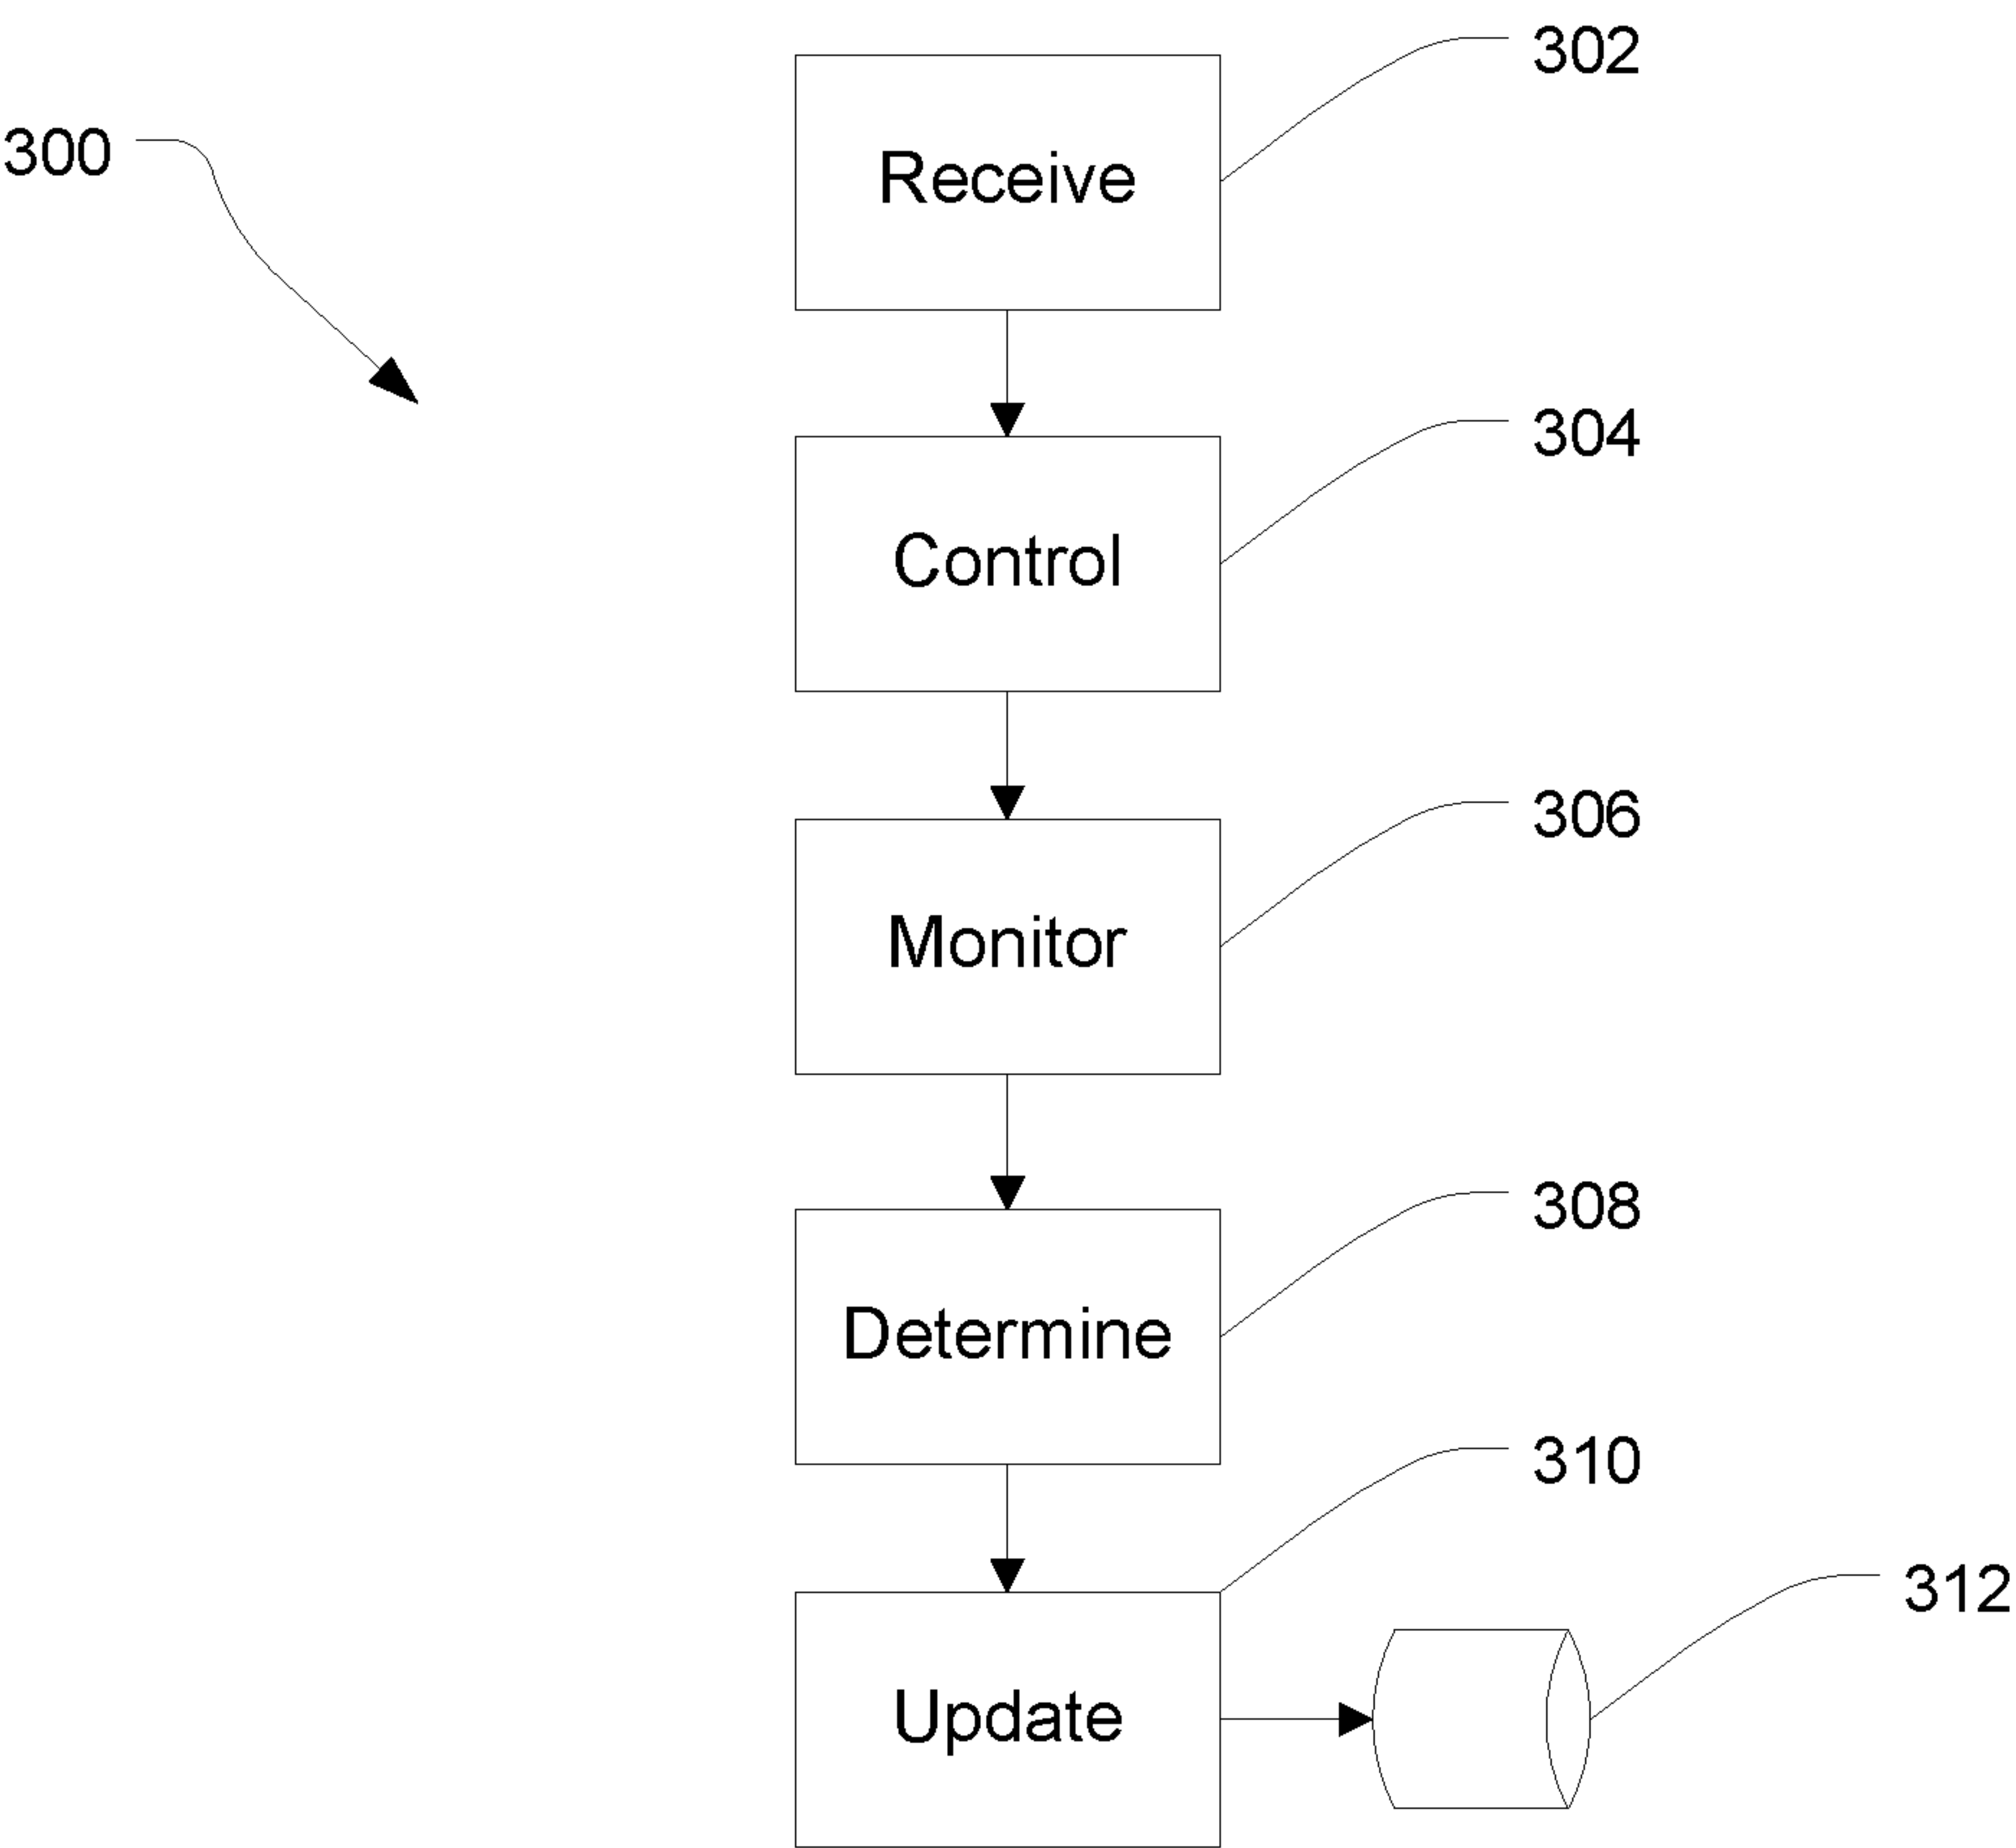 302
300
Receive
304
Control
306
Monitor
308
Determine
310
312
Update